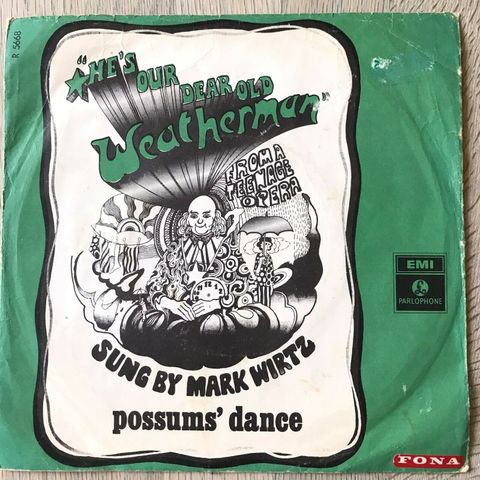 R 5668
"HE'S
OUR
DEAR OLD
Weatherman"
FROM A
TEENAGE
OPERA
SUNG BY MARK WIRTZ
possums' dance
EMI
PARLOPHONE
FONA